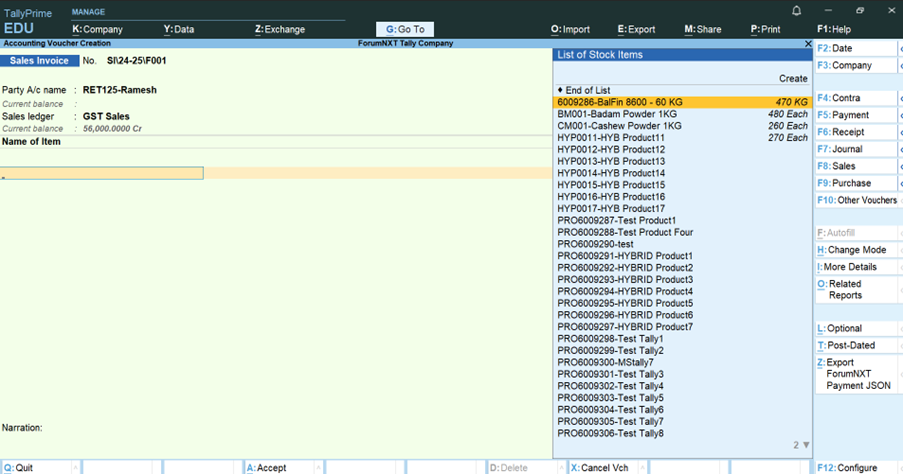 TallyPrime
EDU
MANAGE
K:Company
Y:Data
Z:Exchange
G:Go To
O:Import
E:Export
M:Share
P:Print
F1:Help
Accounting Voucher Creation
ForumNXT Tally Company
Sales Invoice No. SI\24-25\F001
Party A/c name : RET125-Ramesh
Current balance :
Sales ledger : GST Sales
Current balance : 56,000.0000 Cr
Name of Item
Narration:
List of Stock Items
Create
♦ End of List
6009286-BalFin 8600 - 60 KG 470 KG
BM001-Badam Powder 1KG 480 Each
CM001-Cashew Powder 1KG 260 Each
HYP0011-HYB Product11 270 Each
HYP0012-HYB Product12
HYP0013-HYB Product13
HYP0014-HYB Product14
HYP0015-HYB Product15
HYP0016-HYB Product16
HYP0017-HYB Product17
PRO6009287-Test Product1
PRO6009288-Test Product Four
PRO6009290-test
PRO6009291-HYBRID Product1
PRO6009292-HYBRID Product2
PRO6009293-HYBRID Product3
PRO6009294-HYBRID Product4
PRO6009295-HYBRID Product5
PRO6009296-HYBRID Product6
PRO6009297-HYBRID Product7
PRO6009298-Test Tally1
PRO6009299-Test Tally2
PRO6009300-MStally7
PRO6009301-Test Tally3
PRO6009302-Test Tally4
PRO6009303-Test Tally5
PRO6009304-Test Tally6
PRO6009305-Test Tally7
PRO6009306-Test Tally8
2 ▼
F2:Date
F3:Company
F4:Contra
F5:Payment
F6:Receipt
F7:Journal
F8:Sales
F9:Purchase
F10:Other Vouchers
F:Autofill
H:Change Mode
I:More Details
O:Related
Reports
L:Optional
T:Post-Dated
Z:Export
ForumNXT
Payment JSON
Q:Quit
A:Accept
D:Delete
X:Cancel Vch
F12:Configure